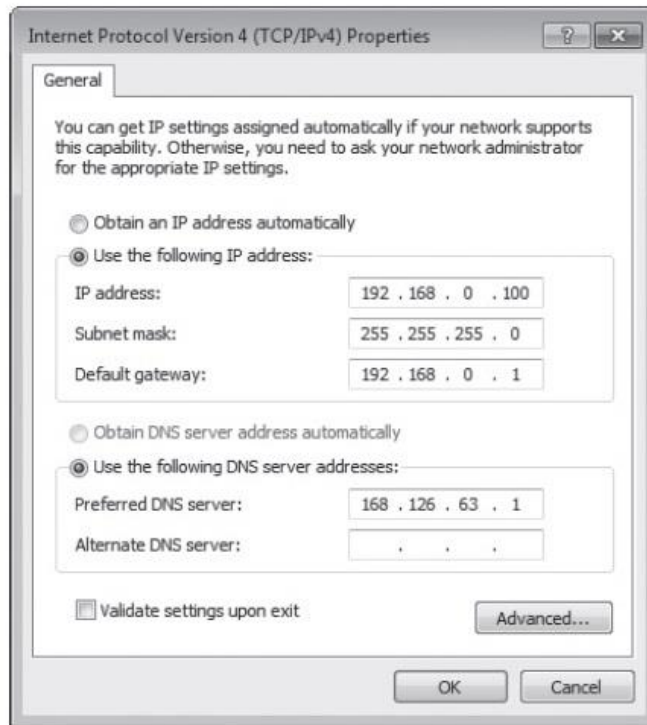 Internet Protocol Version 4 (TCP/IPv4) Properties
General
You can get IP settings assigned automatically if your network supports
this capability. Otherwise, you need to ask your network administrator
for the appropriate IP settings.
Obtain an IP address automatically
Use the following IP address:
IP address: 192 . 168 . 0 . 100
Subnet mask: 255 . 255 . 255 . 0
Default gateway: 192 . 168 . 0 . 1
Obtain DNS server address automatically
Use the following DNS server addresses:
Preferred DNS server: 168 . 126 . 63 . 1
Alternate DNS server: . . .
Validate settings upon exit
Advanced...
OK Cancel